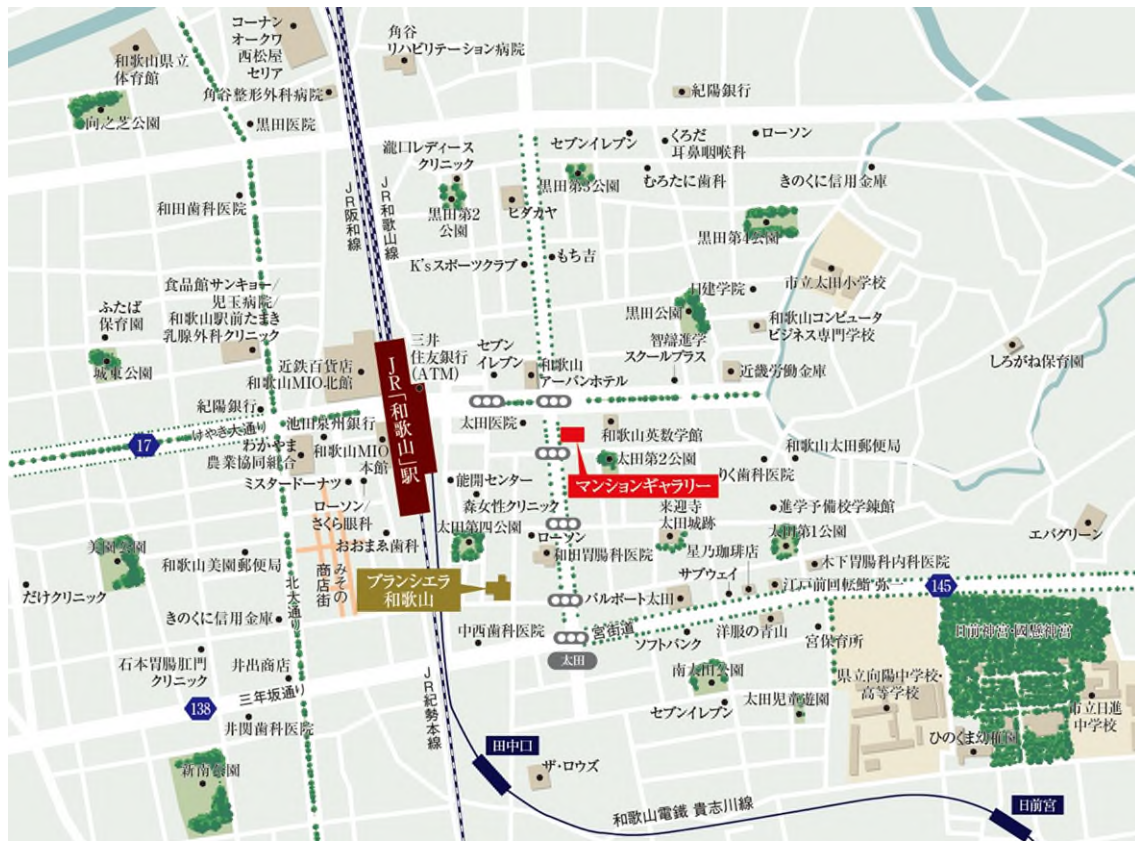 コーナン
オークワ
西松屋
セリア
和歌山県立
体育館
角谷
リハビリテーション病院
角谷整形外科病院
紀陽銀行
向之芝公園
黒田医院
瀧口レディース
クリニック
セブンイレブン
くろだ
耳鼻咽喉科
ローソン
黒田第3公園
むろたに歯科
きのくに信用金庫
和田歯科医院
JR阪和線
JR和歌山線
黒田第2
公園
ヒダカヤ
黒田第4公園
K'sスポーツクラブ
もち吉
市立太田小学校
食品館サンキョー/
児玉病院/
和歌山駅前たまき
乳腺外科クリニック
日建学院
ふたば
保育園
黒田公園
和歌山コンピュータ
ビジネス専門学校
智辯進学
スクールプラス
しろがね保育園
城東公園
近鉄百貨店
和歌山MIO北館
三井
住友銀行
(ATM)
セブン
イレブン
和歌山
アーバンホテル
近畿労働金庫
JR「和歌山」駅
紀陽銀行
けやき大通り
17
池田泉州銀行
太田医院
和歌山英数学館
わかやま
農業協同組合
和歌山MIO
本館
和歌山太田郵便局
太田第2公園
りく歯科医院
ミスタードーナツ
能開センター
マンションギャラリー
ローソン/
さくら眼科
森女性クリニック
来迎寺
太田城跡
進学予備校学錬館
太田第四公園
太田第1公園
エバグリーン
おおまゑ歯科
ローソン
星乃珈琲店
美園公園
和歌山美園郵便局
和田胃腸科医院
木下胃腸科内科医院
みその
商店街
北大通り
ブランシエラ
和歌山
サブウェイ
江戸前回転鮨 弥一
145
だけクリニック
パルポート太田
日前神宮・國懸神宮
きのくに信用金庫
中西歯科医院
宮街道
ソフトバンク
洋服の青山
宮保育所
太田
石本胃腸肛門
クリニック
井出商店
三年坂通り
138
南太田公園
県立向陽中学校・
高等学校
井関歯科医院
セブンイレブン
太田児童遊園
市立日進
中学校
JR紀勢本線
ひのくま幼稚園
田中口
新南公園
ザ・ロウズ
和歌山電鐵 貴志川線
日前宮